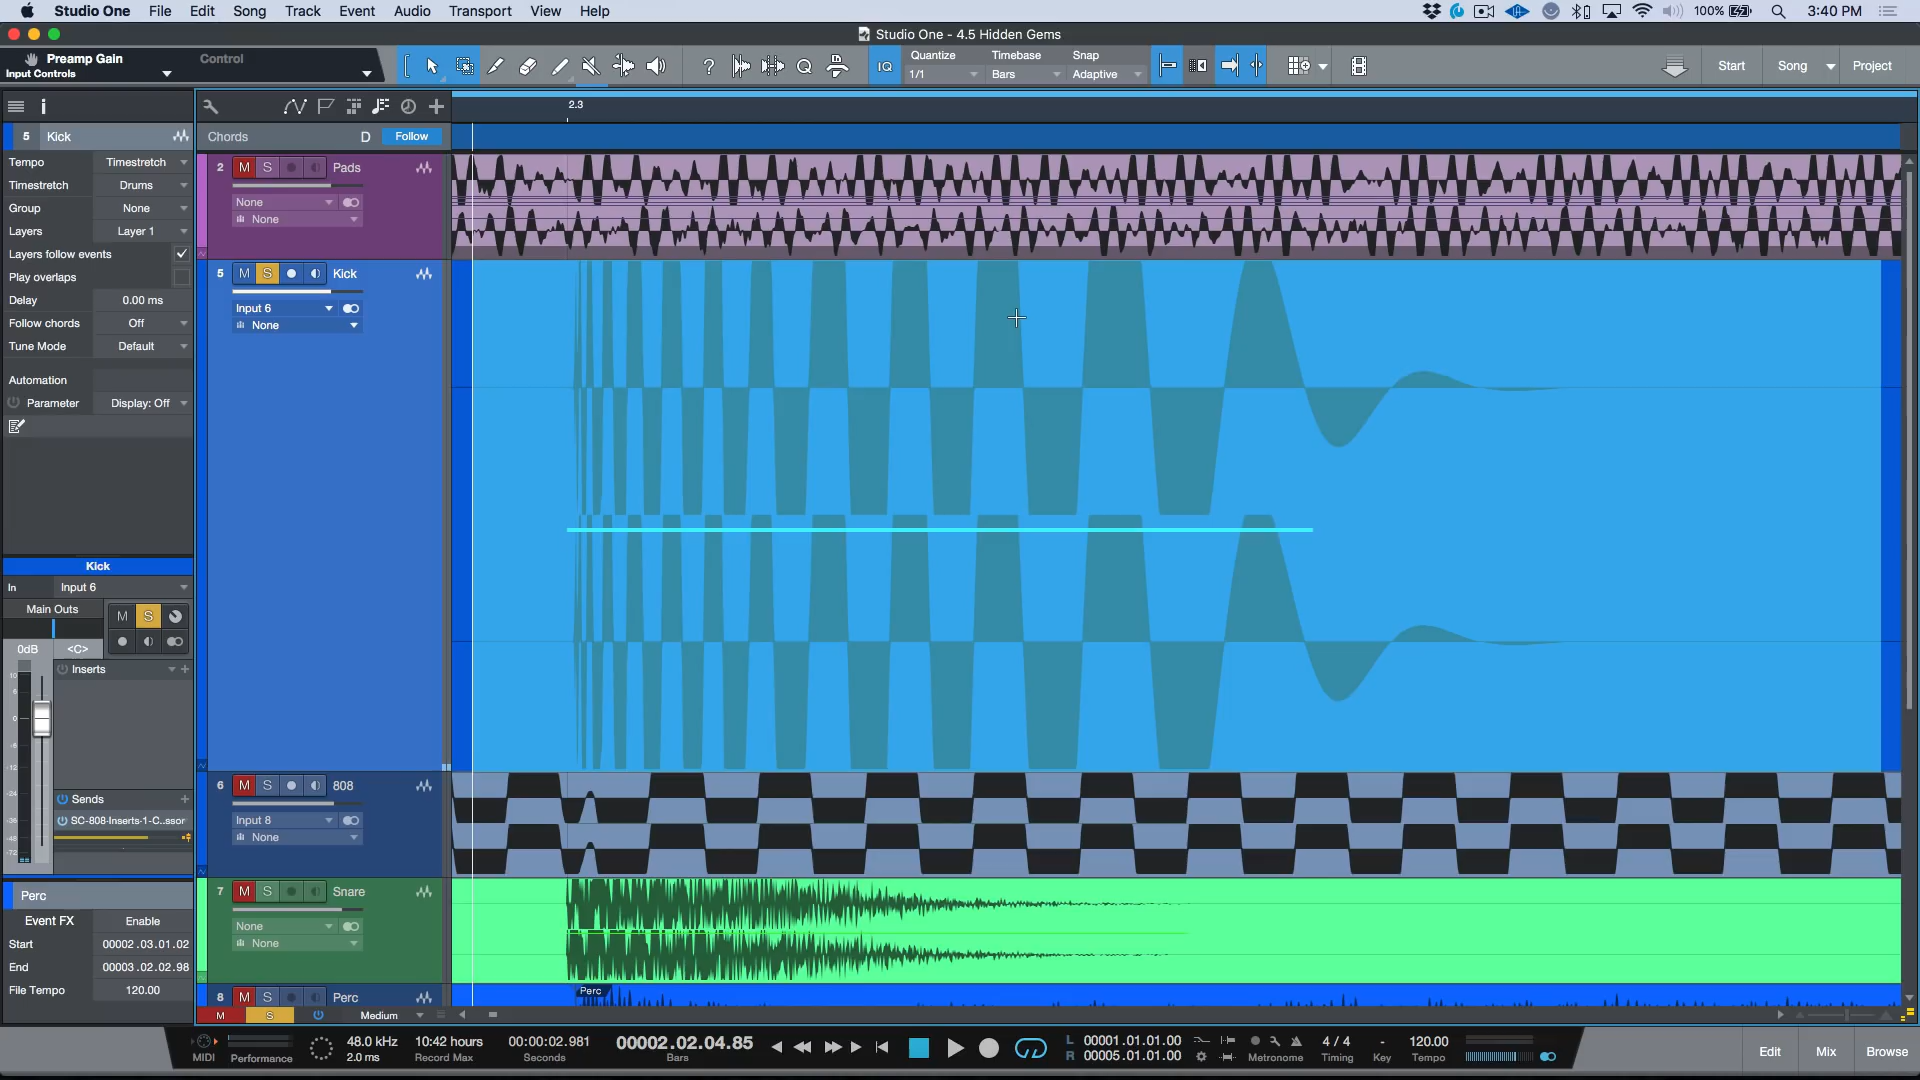 Studio One File Edit Song Track Event Audio Transport View Help 100% 3:40 PM
Studio One - 4.5 Hidden Gems
Preamp Gain Control
Input Controls
IQ Quantize Timebase Snap
1/1 Bars Adaptive
Start Song Project
2.3
5 Kick
Chords D Follow
Tempo Timestretch
Timestretch Drums
Group None
Layers Layer 1
Layers follow events
Play overlaps
Delay 0.00 ms
Follow chords Off
Tune Mode Default
Automation
Parameter Display: Off
2 M S Pads
None
None
5 M S Kick
Input 6
None
Kick
In Input 6
Main Outs M S
0dB <C>
Inserts
Sends
SC-808-Inserts-1-C..ssor
6 M S 808
Input 8
None
7 M S Snare
None
None
8 M S Perc
Perc
Perc
Event FX Enable
Start 00002.03.01.02
End 00003.02.02.98
File Tempo 120.00
M S Medium
MIDI Performance
48.0 kHz
2.0 ms
10:42 hours
Record Max
00:00:02.981
Seconds
00002.02.04.85
Bars
L 00001.01.01.00
R 00005.01.01.00
Metronome
4 / 4
Timing
-
Key
120.00
Tempo
Edit Mix Browse